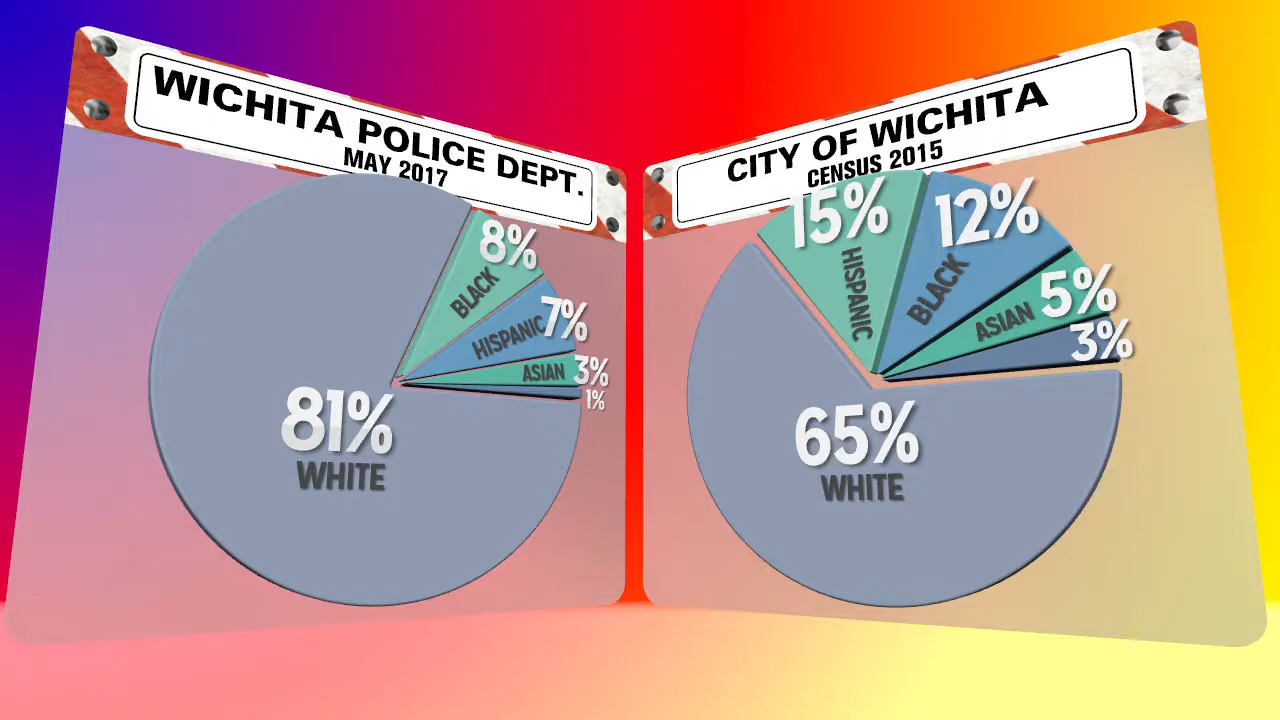 WICHITA POLICE DEPT.
MAY 2017
8%
BLACK
7%
HISPANIC
3%
ASIAN
1%
81%
WHITE
CITY OF WICHITA
CENSUS 2015
15%
HISPANIC
12%
BLACK
5%
ASIAN
3%
65%
WHITE